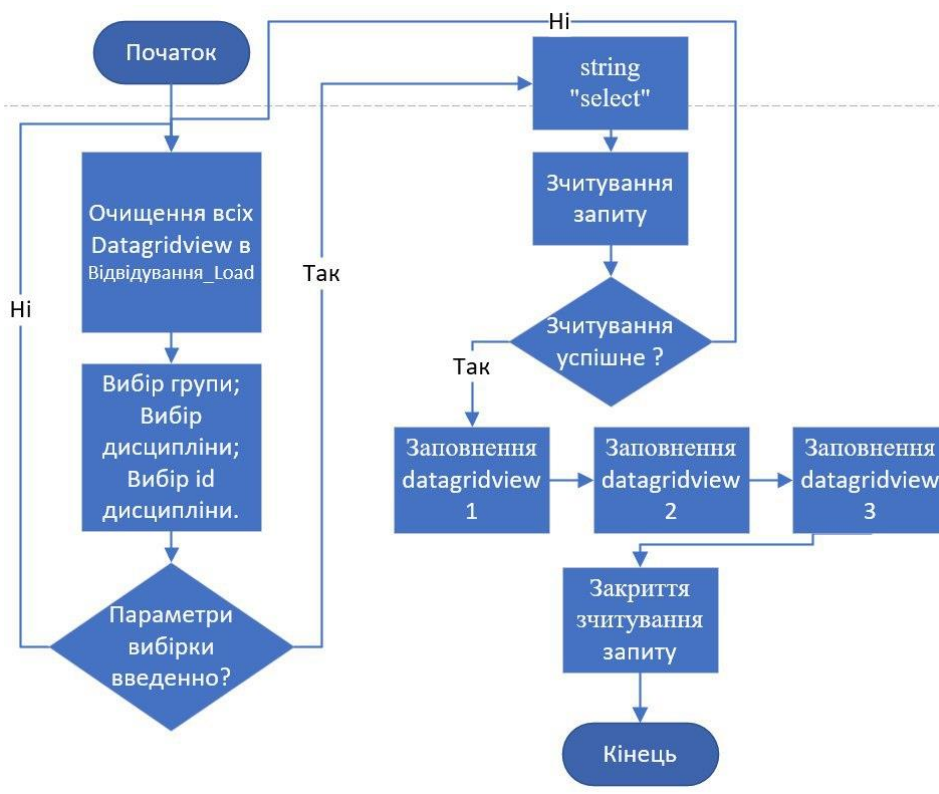 Початок
Очищення всіх
Datagridview в
Відвідування_Load
Вибір групи;
Вибір
дисципліни;
Вибір id
дисципліни.
Параметри
вибірки
введенно?
Ні
Так
string
"select"
Зчитування
запиту
Зчитування
успішне ?
Ні
Так
Заповнення
datagridview
1
Заповнення
datagridview
2
Заповнення
datagridview
3
Закриття
зчитування
запиту
Кінець